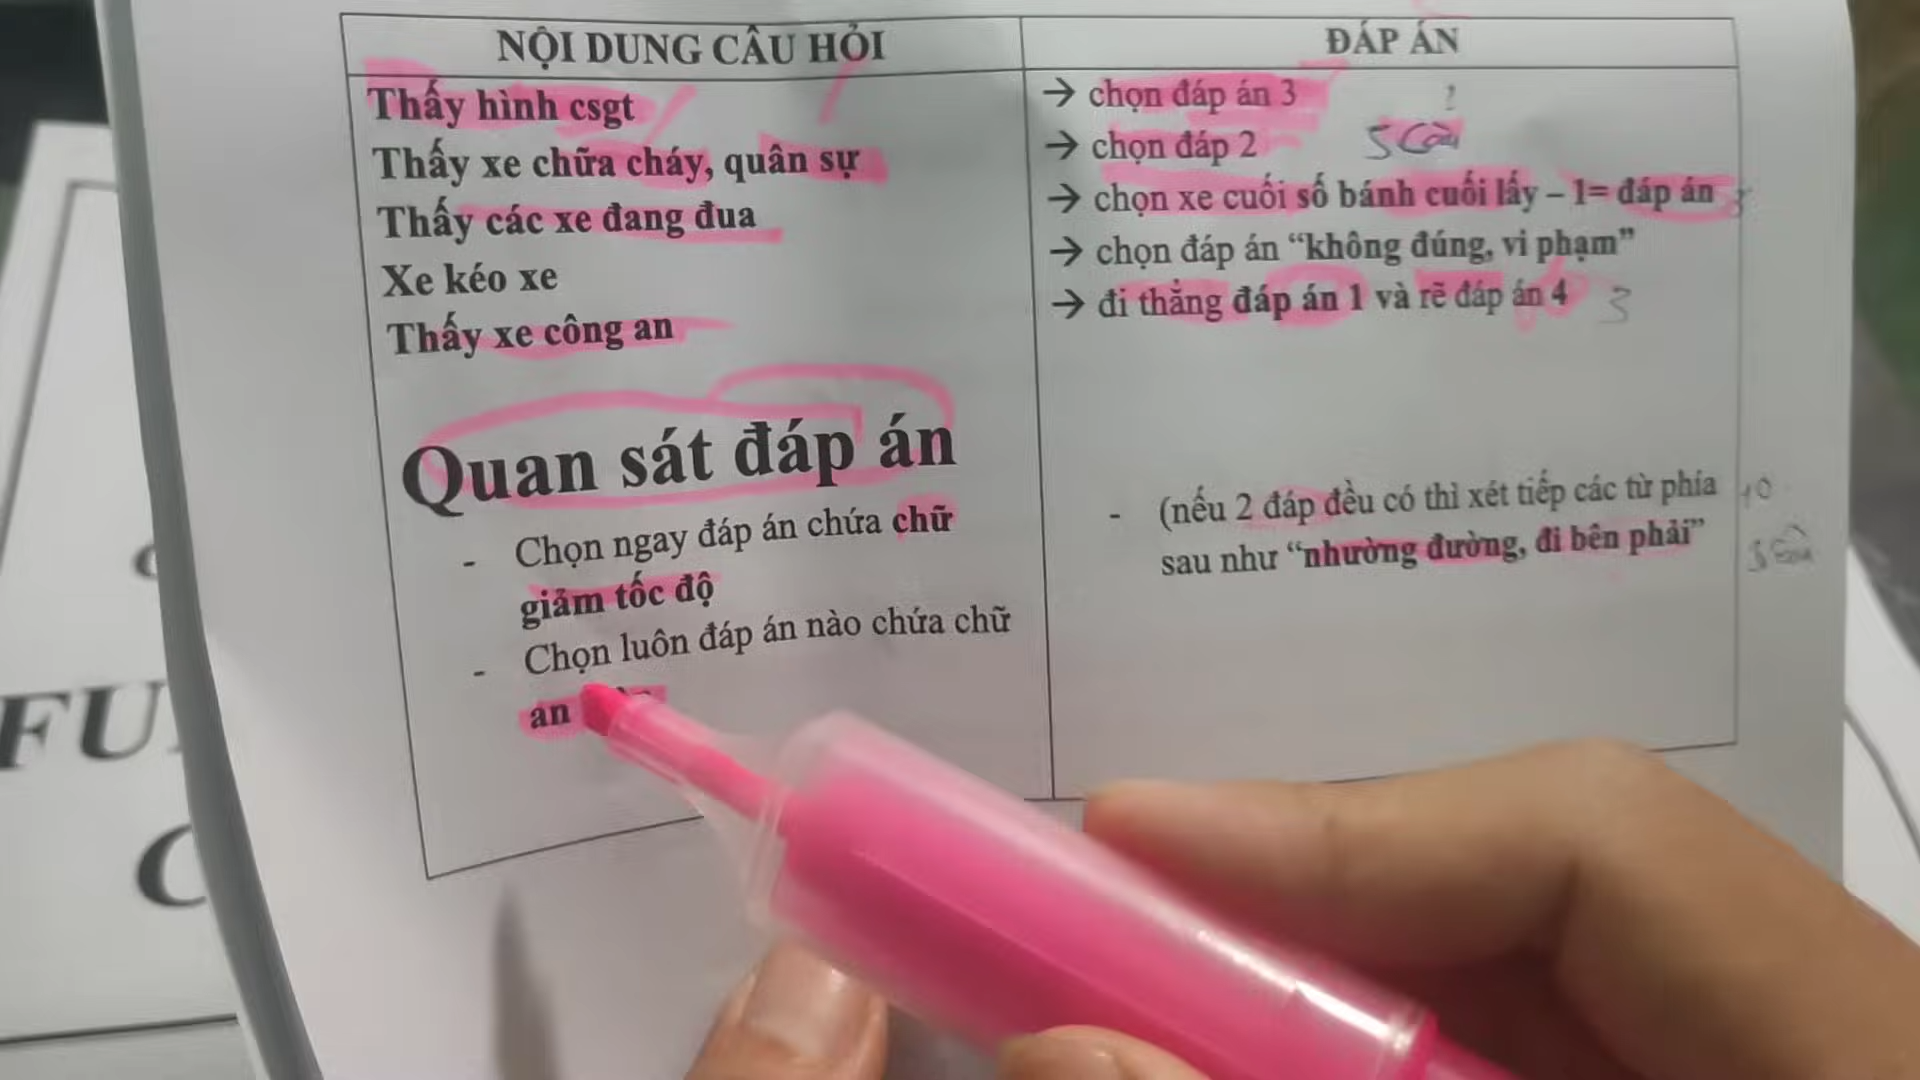 NỘI DUNG CÂU HỎI
ĐÁP ÁN
Thấy hình csgt
→ chọn đáp án 3
Thấy xe chữa cháy, quân sự
→ chọn đáp 2
5 Câu
Thấy các xe đang đua
→ chọn xe cuối số bánh cuối lấy – 1= đáp án
Xe kéo xe
→ chọn đáp án “không đúng, vi phạm”
Thấy xe công an
→ đi thẳng đáp án 1 và rẽ đáp án 4
3
Quan sát đáp án
- Chọn ngay đáp án chứa chữ
giảm tốc độ
- Chọn luôn đáp án nào chứa chữ
an
- (nếu 2 đáp đều có thì xét tiếp các từ phía
sau như “nhường đường, đi bên phải”
FU
C